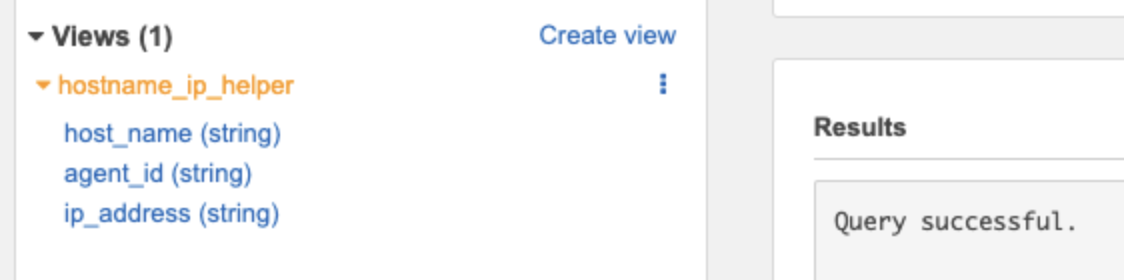 Views (1)
Create view
hostname_ip_helper
host_name (string)
agent_id (string)
ip_address (string)
Results
Query successful.